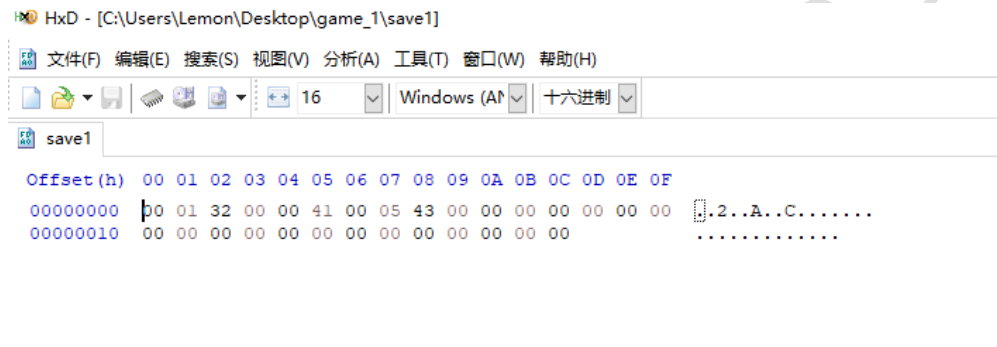 HxD - [C:\Users\Lemon\Desktop\game_1\save1]
文件(F) 编辑(E) 搜索(S) 视图(V) 分析(A) 工具(T) 窗口(W) 帮助(H)
16 Windows (AN 十六进制
save1
Offset(h) 00 01 02 03 04 05 06 07 08 09 0A 0B 0C 0D 0E 0F
00000000 00 01 32 00 00 41 00 05 43 00 00 00 00 00 00 00 ..2..A..C.......
00000010 00 00 00 00 00 00 00 00 00 00 00 00 00 .............